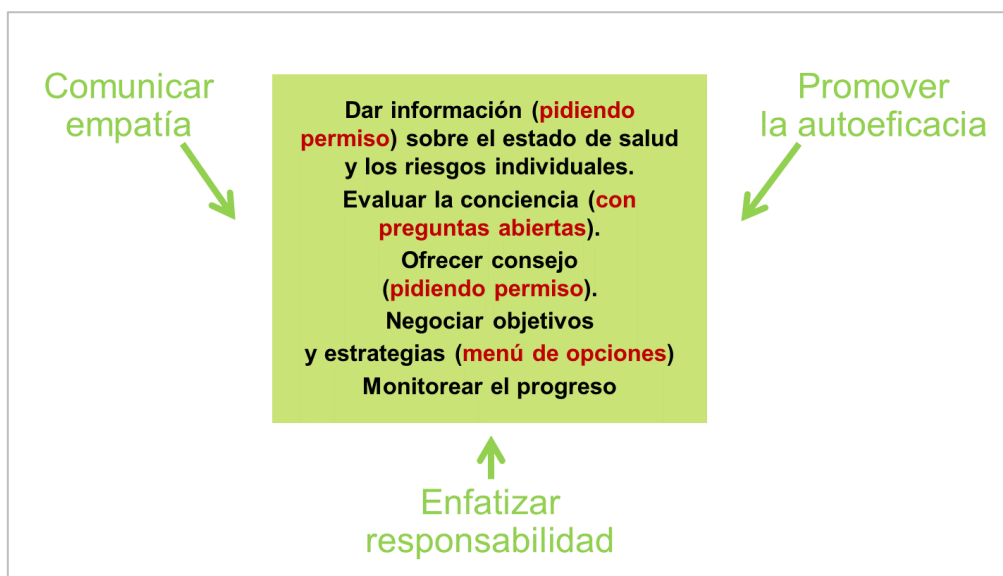 Comunicar
empatía
Promover
la autoeficacia
Dar información (pidiendo
permiso) sobre el estado de salud
y los riesgos individuales.
Evaluar la conciencia (con
preguntas abiertas).
Ofrecer consejo
(pidiendo permiso).
Negociar objetivos
y estrategias (menú de opciones)
Monitorear el progreso
Enfatizar
responsabilidad